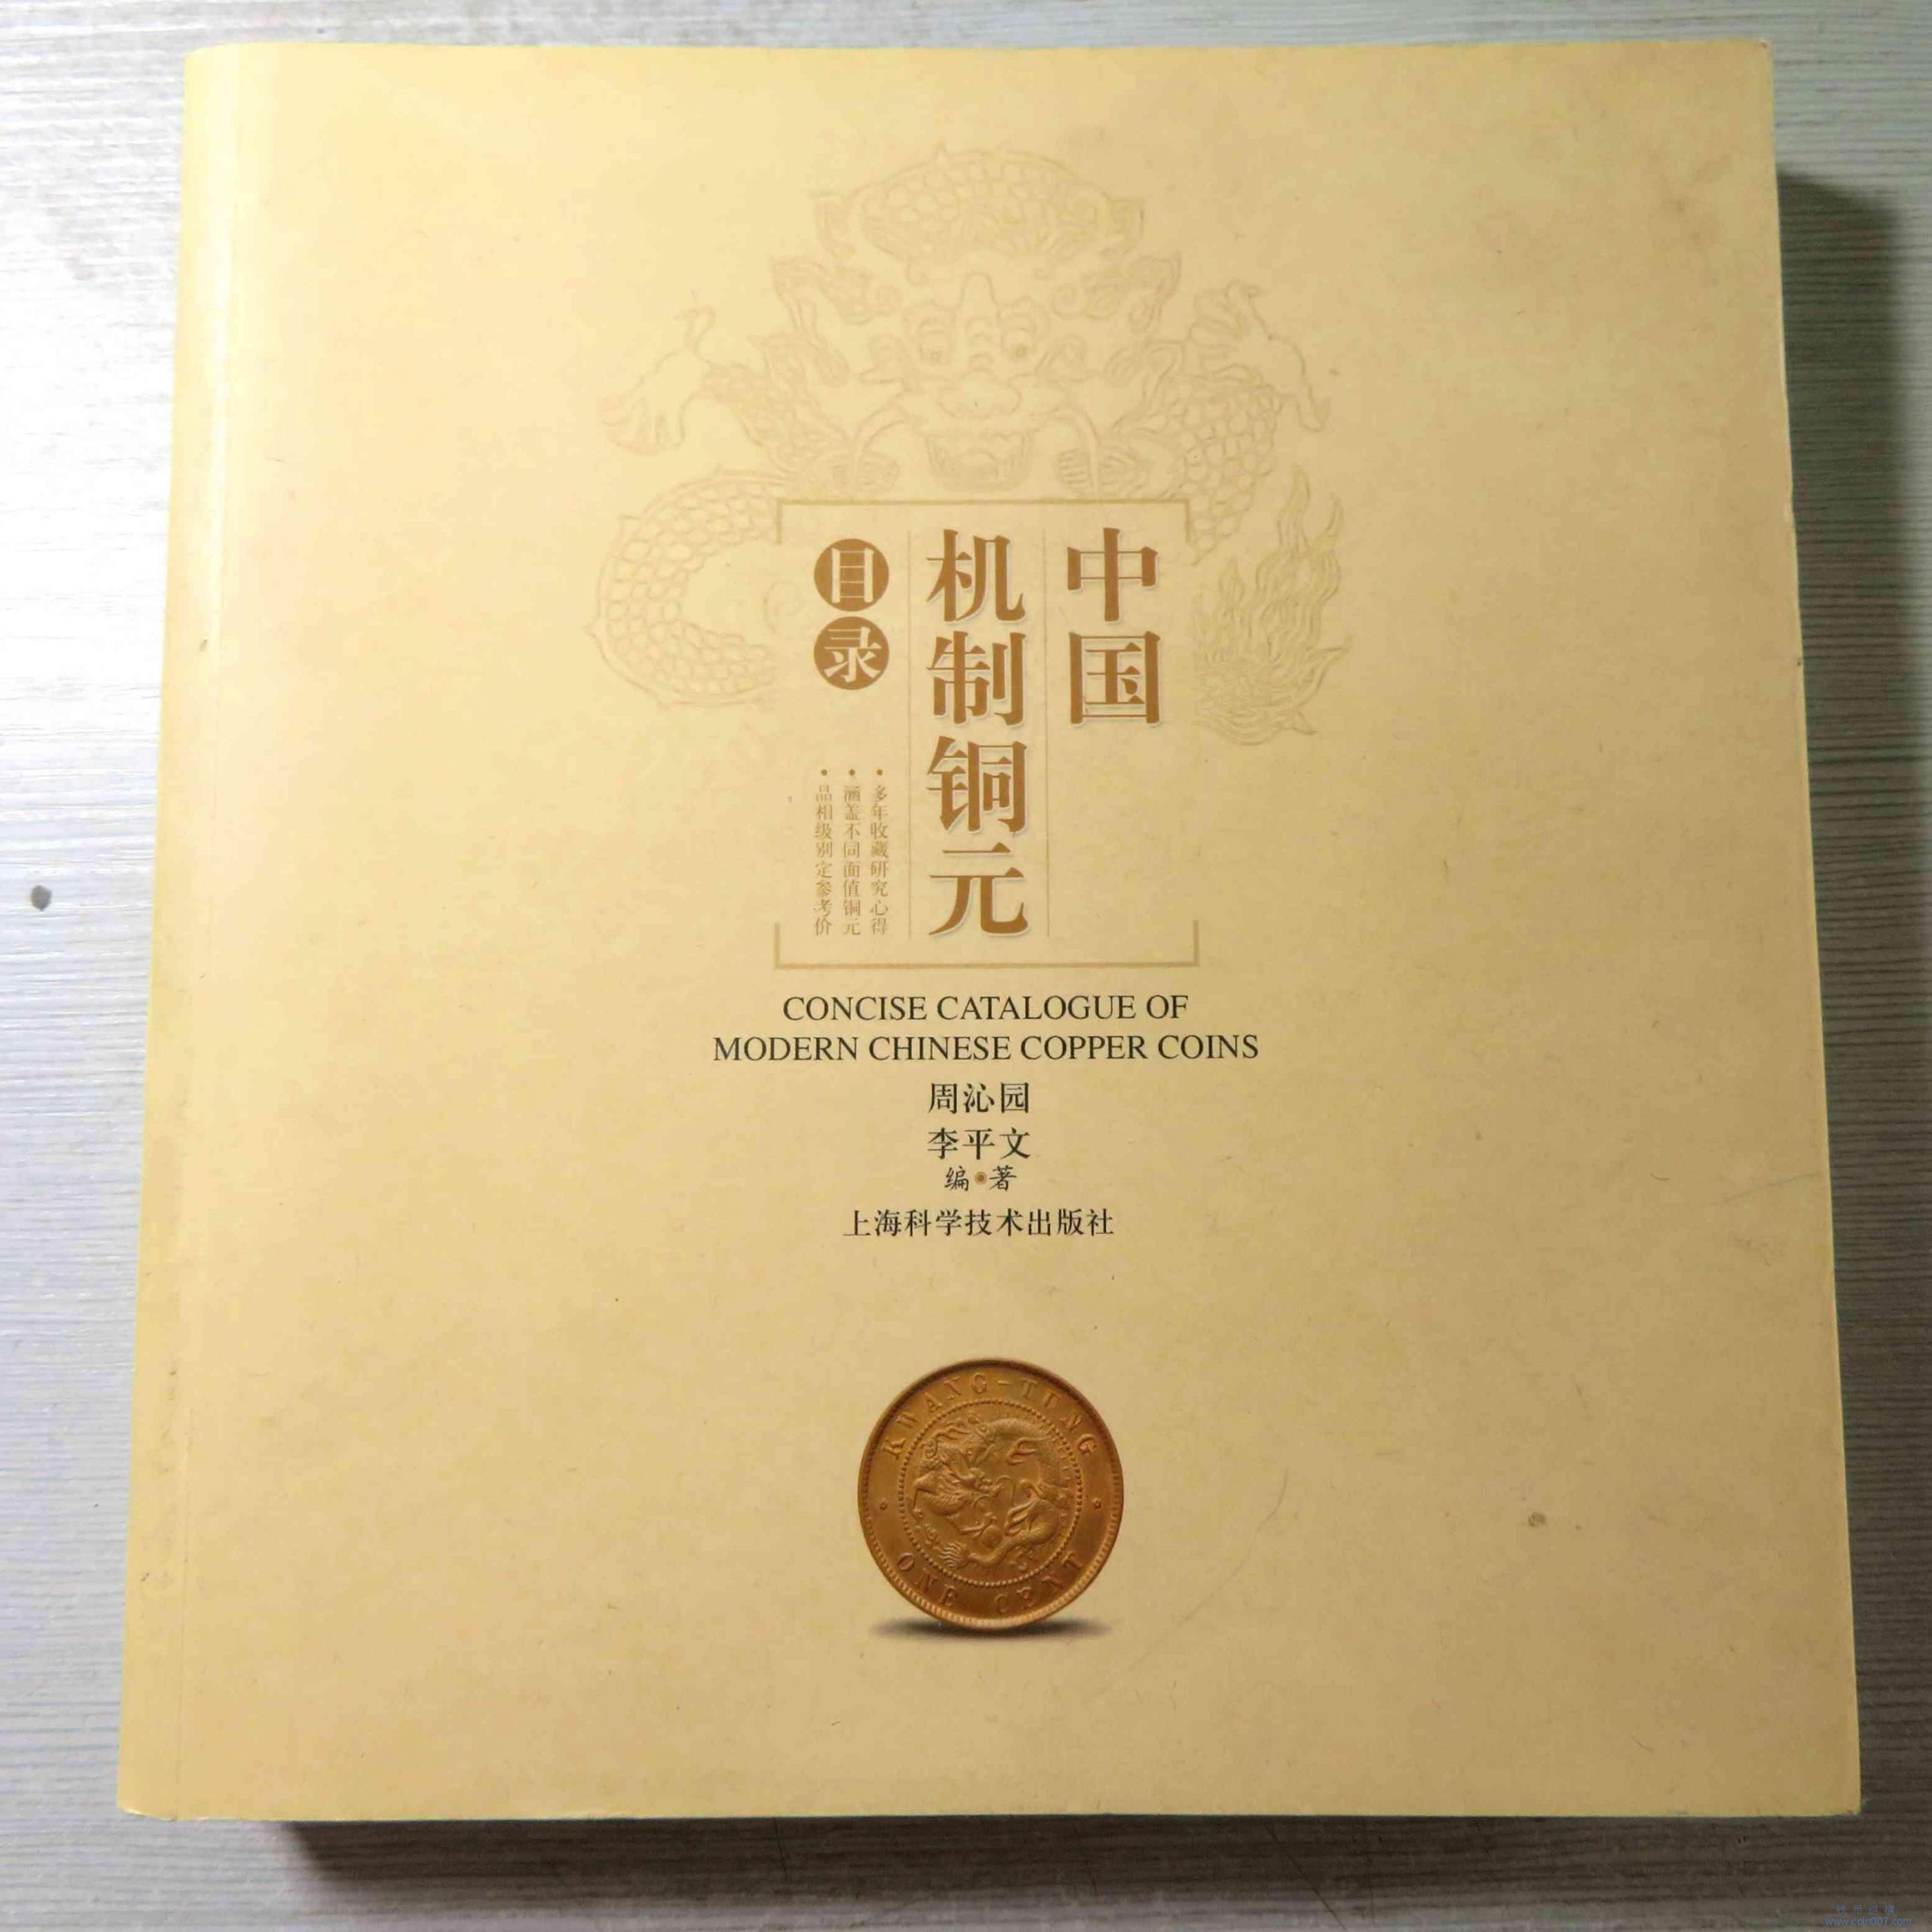 中国
机制铜元
目录
·多年收藏研究心得
·涵盖不同面值铜元
·品相级别定参考价
CONCISE CATALOGUE OF
MODERN CHINESE COPPER COINS
周沁园
李平文
编·著
上海科学技术出版社
KWANG-TUNG
ONE CENT
www.coin007.com